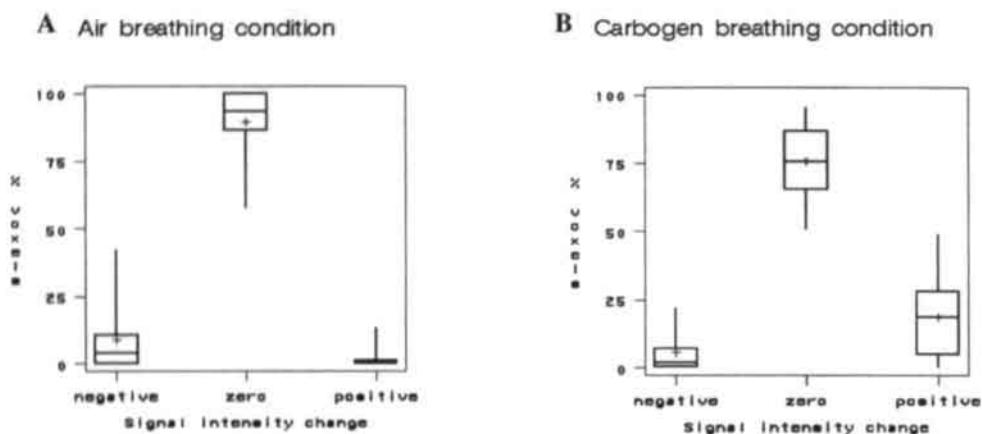 A Air breathing condition
100
75
50
25
0
% voxels
negative zero positive
Signal intensity change
B Carbogen breathing condition
100
75
50
25
0
% voxels
negative zero positive
Signal intensity change